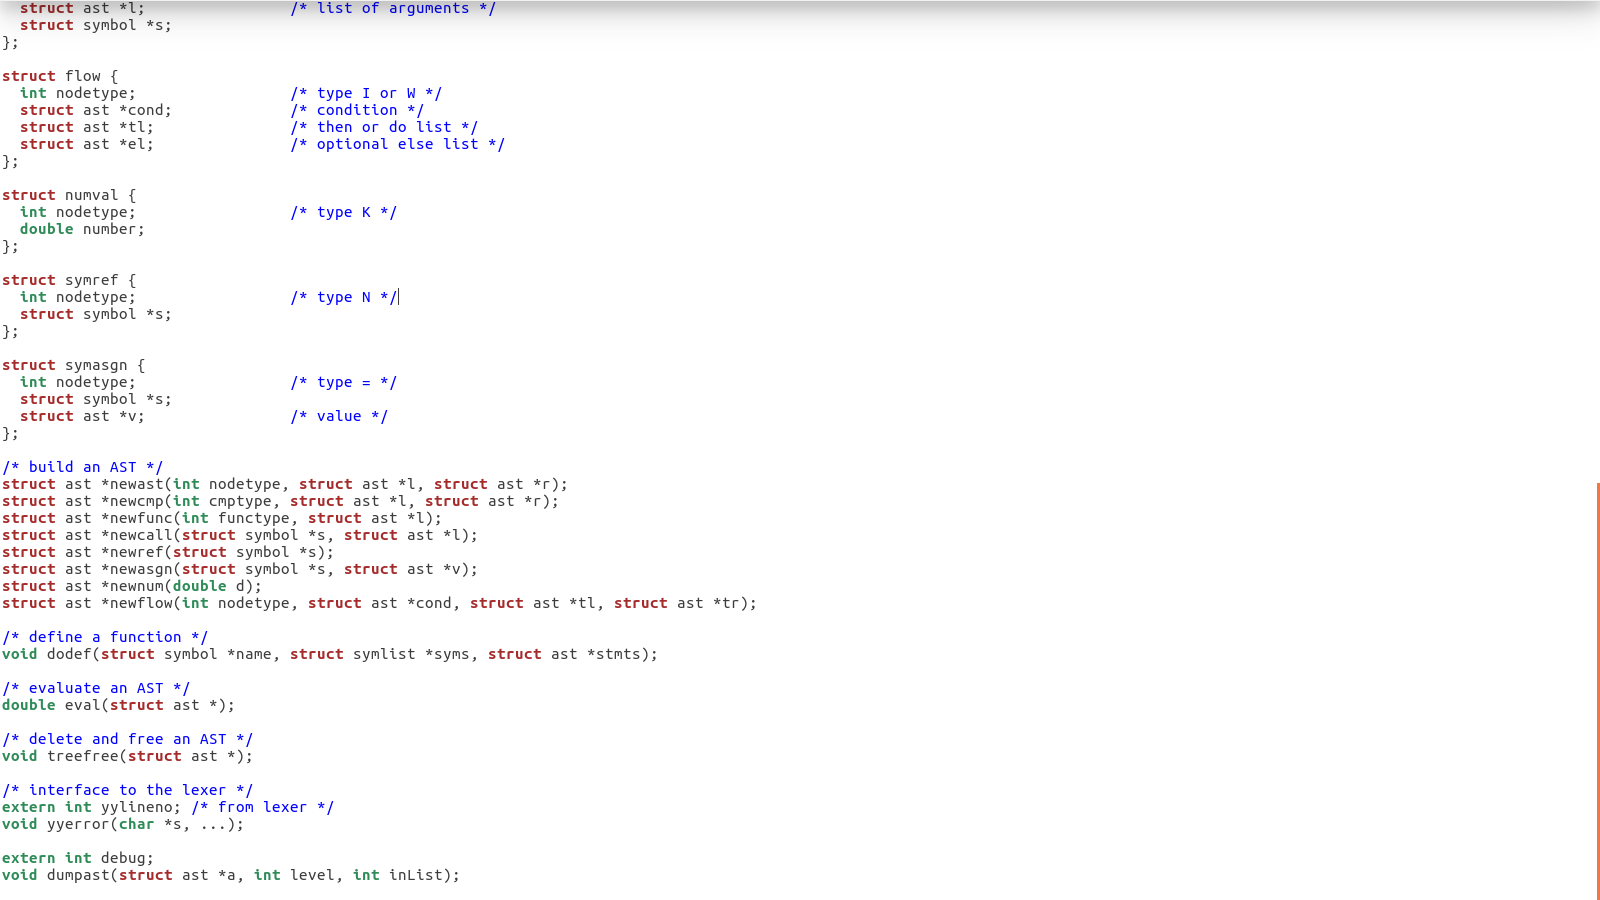 struct ast *l;                /* list of arguments */
  struct symbol *s;
};

struct flow {
  int nodetype;                 /* type I or W */
  struct ast *cond;             /* condition */
  struct ast *tl;               /* then or do list */
  struct ast *el;               /* optional else list */
};

struct numval {
  int nodetype;                 /* type K */
  double number;
};

struct symref {
  int nodetype;                 /* type N */
  struct symbol *s;
};

struct symasgn {
  int nodetype;                 /* type = */
  struct symbol *s;
  struct ast *v;                /* value */
};

/* build an AST */
struct ast *newast(int nodetype, struct ast *l, struct ast *r);
struct ast *newcmp(int cmptype, struct ast *l, struct ast *r);
struct ast *newfunc(int functype, struct ast *l);
struct ast *newcall(struct symbol *s, struct ast *l);
struct ast *newref(struct symbol *s);
struct ast *newasgn(struct symbol *s, struct ast *v);
struct ast *newnum(double d);
struct ast *newflow(int nodetype, struct ast *cond, struct ast *tl, struct ast *tr);

/* define a function */
void dodef(struct symbol *name, struct symlist *syms, struct ast *stmts);

/* evaluate an AST */
double eval(struct ast *);

/* delete and free an AST */
void treefree(struct ast *);

/* interface to the lexer */
extern int yylineno; /* from lexer */
void yyerror(char *s, ...);

extern int debug;
void dumpast(struct ast *a, int level, int inList);